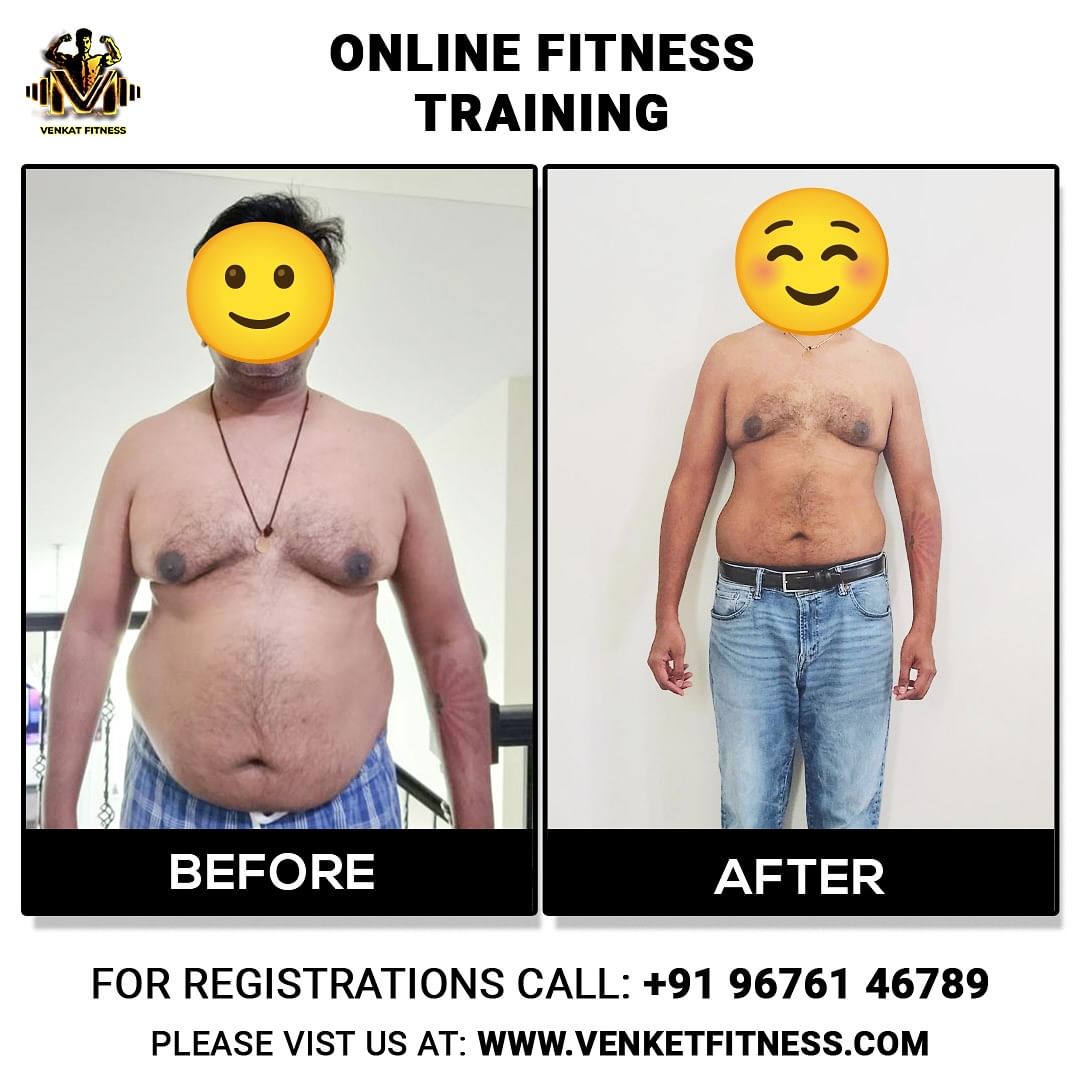 VENKAT FITNESS
ONLINE FITNESS
TRAINING
BEFORE
AFTER
FOR REGISTRATIONS CALL: +91 96761 46789
PLEASE VIST US AT: WWW.VENKETFITNESS.COM